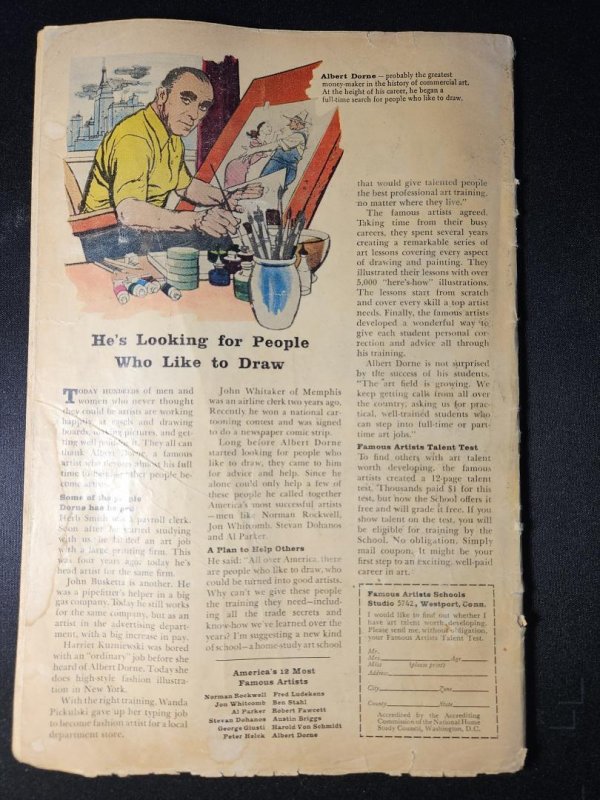 Albert Dorne — probably the greatest
money-maker in the history of commercial art.
At the height of his career, he began a
full-time search for people who like to draw.
He's Looking for People
Who Like to Draw
TODAY HUNDREDS of men and
women who never thought
they could be artists are working
happily at easels and drawing
boards, making pictures, and get-
ting well paid for it. They all can
thank Albert Dorne, a famous
artist who devotes almost his full
time to helping other people be-
come artists.
Some of the people
Dorne has helped
Herb Smith was a payroll clerk.
Soon after he started studying
with us, he landed an art job
with a large printing firm. This
was four years ago, today he's
head artist for the same firm.
John Busketta is another. He
was a pipefitter's helper in a big
gas company. Today he still works
for the same company, but as an
artist in the advertising depart-
ment, with a big increase in pay.
Harriet Kuzniewski was bored
with an "ordinary" job before she
heard of Albert Dorne. Today she
does high-style fashion illustra-
tion in New York.
With the right training, Wanda
Pickulski gave up her typing job
to become fashion artist for a local
department store.
John Whitaker of Memphis
was an airline clerk two years ago.
Recently he won a national car-
tooning contest and was signed
to do a newspaper comic strip.
Long before Albert Dorne
started looking for people who
like to draw, they came to him
for advice and help. Since he
alone could only help a few of
these people he called together
America's most successful artists
— men like Norman Rockwell,
Jon Whitcomb, Stevan Dohanos
and Al Parker.
A Plan to Help Others
He said: "All over America, there
are people who like to draw, who
could be turned into good artists.
Why can't we give these people
the training they need—includ-
ing all the trade secrets and
know-how we've learned over the
years? I'm suggesting a new kind
of school—a home-study art school
America's 12 Most
Famous Artists
Norman Rockwell Fred Ludekens
Jon Whitcomb Ben Stahl
Al Parker Robert Fawcett
Stevan Dohanos Austin Briggs
George Giusti Harold Von Schmidt
Peter Helck Albert Dorne
that would give talented people
the best professional art training,
no matter where they live."
The famous artists agreed.
Taking time from their busy
careers, they spent several years
creating a remarkable series of
art lessons covering every aspect
of drawing and painting. They
illustrated their lessons with over
5,000 "here's-how" illustrations.
The lessons start from scratch
and cover every skill a top artist
needs. Finally, the famous artists
developed a wonderful way to
give each student personal cor-
rection and advice all through
his training.
Albert Dorne is not surprised
by the success of his students.
"The art field is growing. We
keep getting calls from all over
the country, asking us for prac-
tical, well-trained students who
can step into full-time or part-
time art jobs."
Famous Artists Talent Test
To find others with art talent
worth developing, the famous
artists created a 12-page talent
test. Thousands paid $1 for this
test, but now the School offers it
free and will grade it free. If you
show talent on the test, you will
be eligible for training by the
School. No obligation. Simply
mail coupon. It might be your
first step to an exciting, well-paid
career in art.
Famous Artists Schools
Studio 5742, Westport, Conn.
I would like to find out whether I
have art talent worth developing.
Please send me, without obligation,
your Famous Artists Talent Test.
Mr.
Mrs. Age
Miss (please print)
Address
City Zone
County State
Accredited by the Accrediting
Commission of the National Home
Study Council, Washington, D.C.